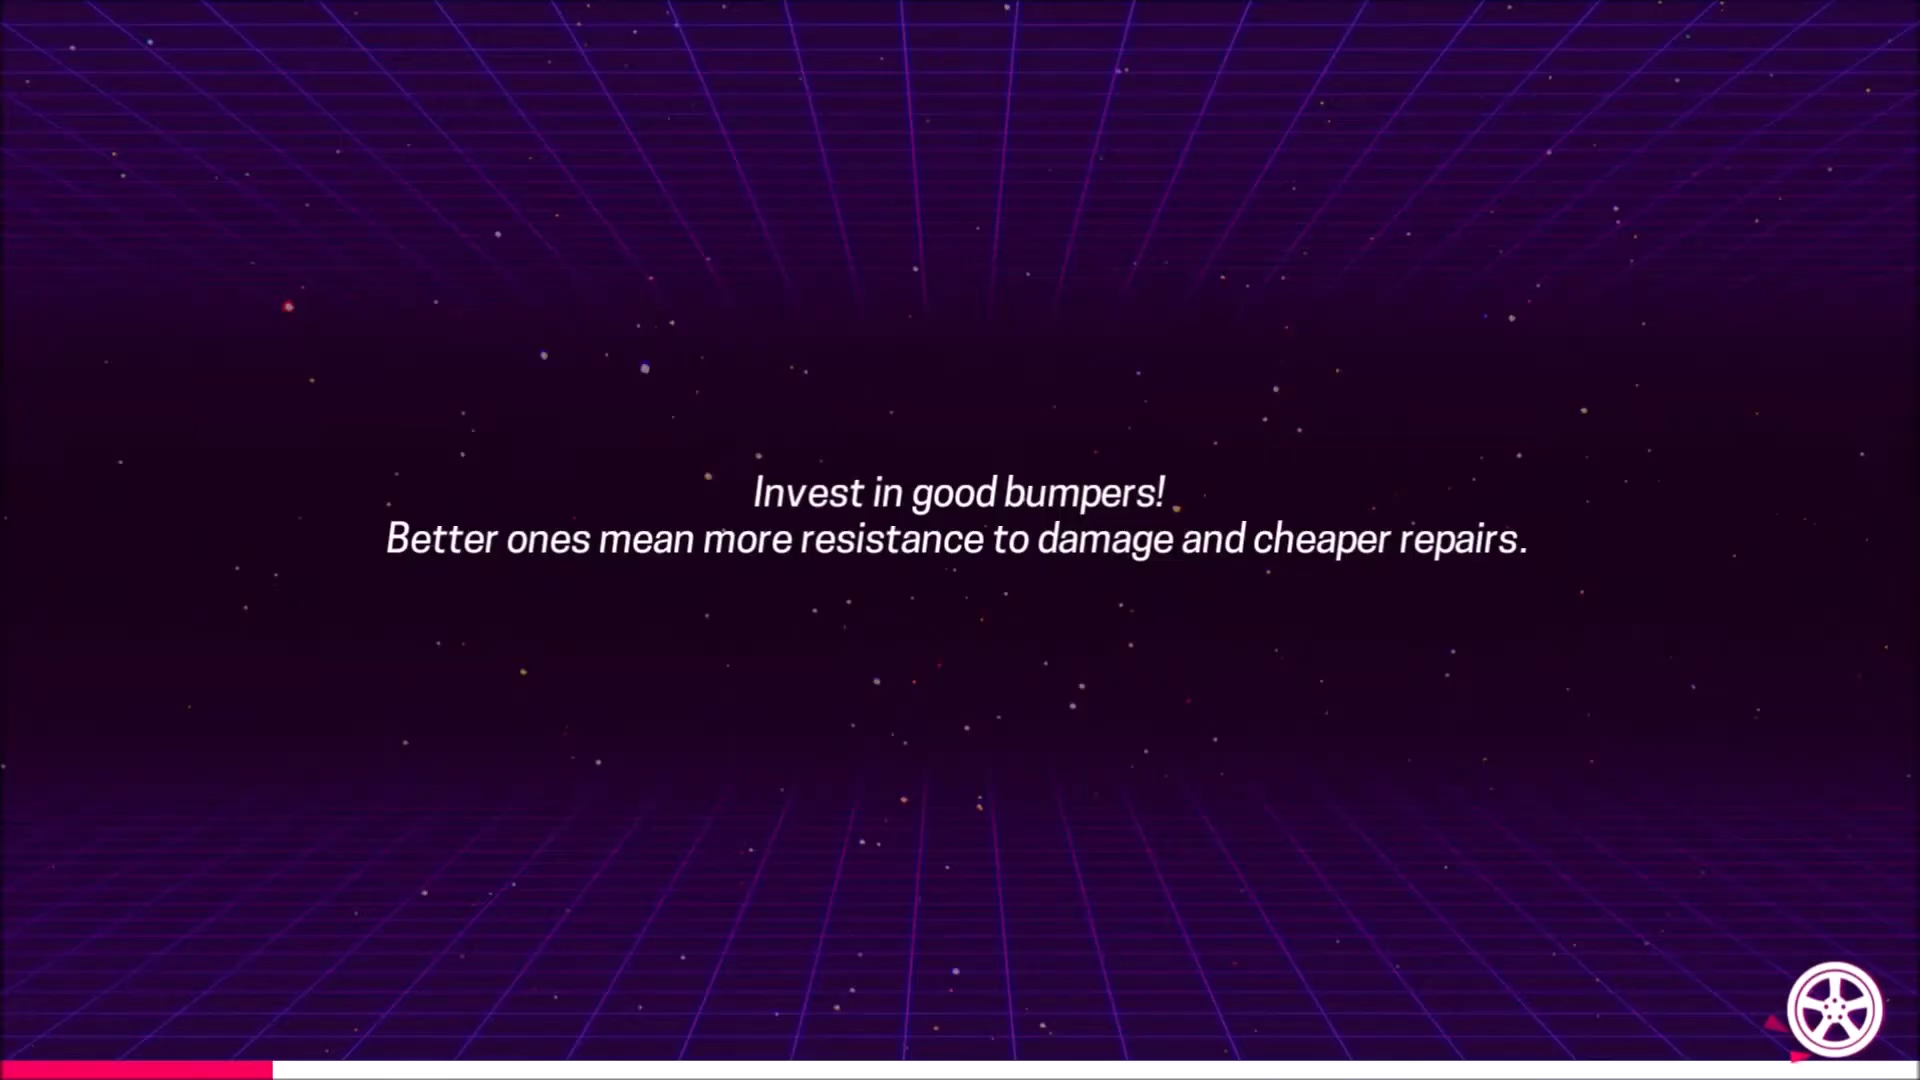 Invest in good bumpers!
Better ones mean more resistance to damage and cheaper repairs.